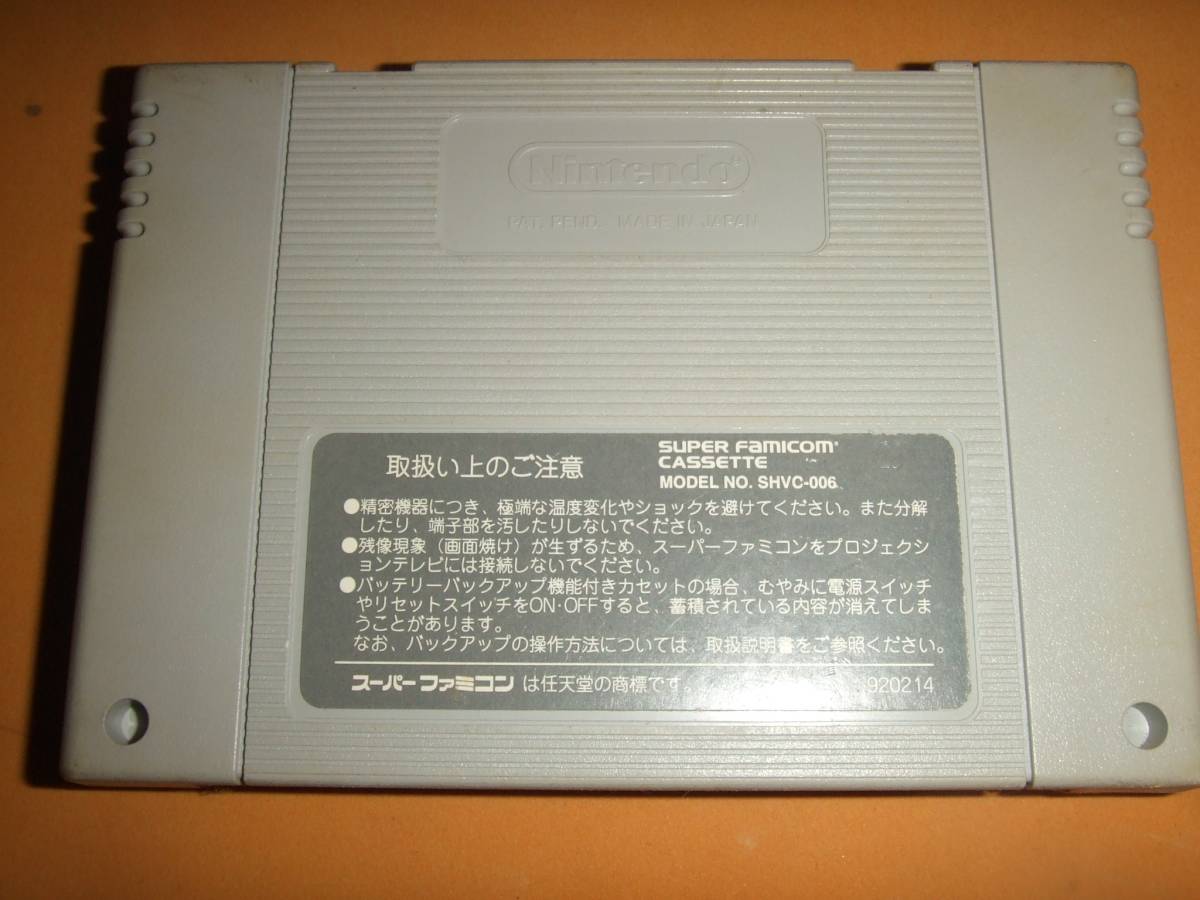 Nintendo®
PAT. PEND. MADE IN JAPAN
取扱い上のご注意
SUPER FAMICOM®
CASSETTE
MODEL NO. SHVC-006
●精密機器につき、極端な温度変化やショックを避けてください。また分解
したり、端子部を汚したりしないでください。
●残像現象（画面焼け）が生ずるため、スーパーファミコンをプロジェクシ
ョンテレビには接続しないでください。
●バッテリーバックアップ機能付きカセットの場合、むやみに電源スイッチ
やリセットスイッチをON・OFFすると、蓄積されている内容が消えてしま
うことがあります。
なお、バックアップの操作方法については、取扱説明書をご参照ください。
スーパーファミコンは任天堂の商標です。
920214